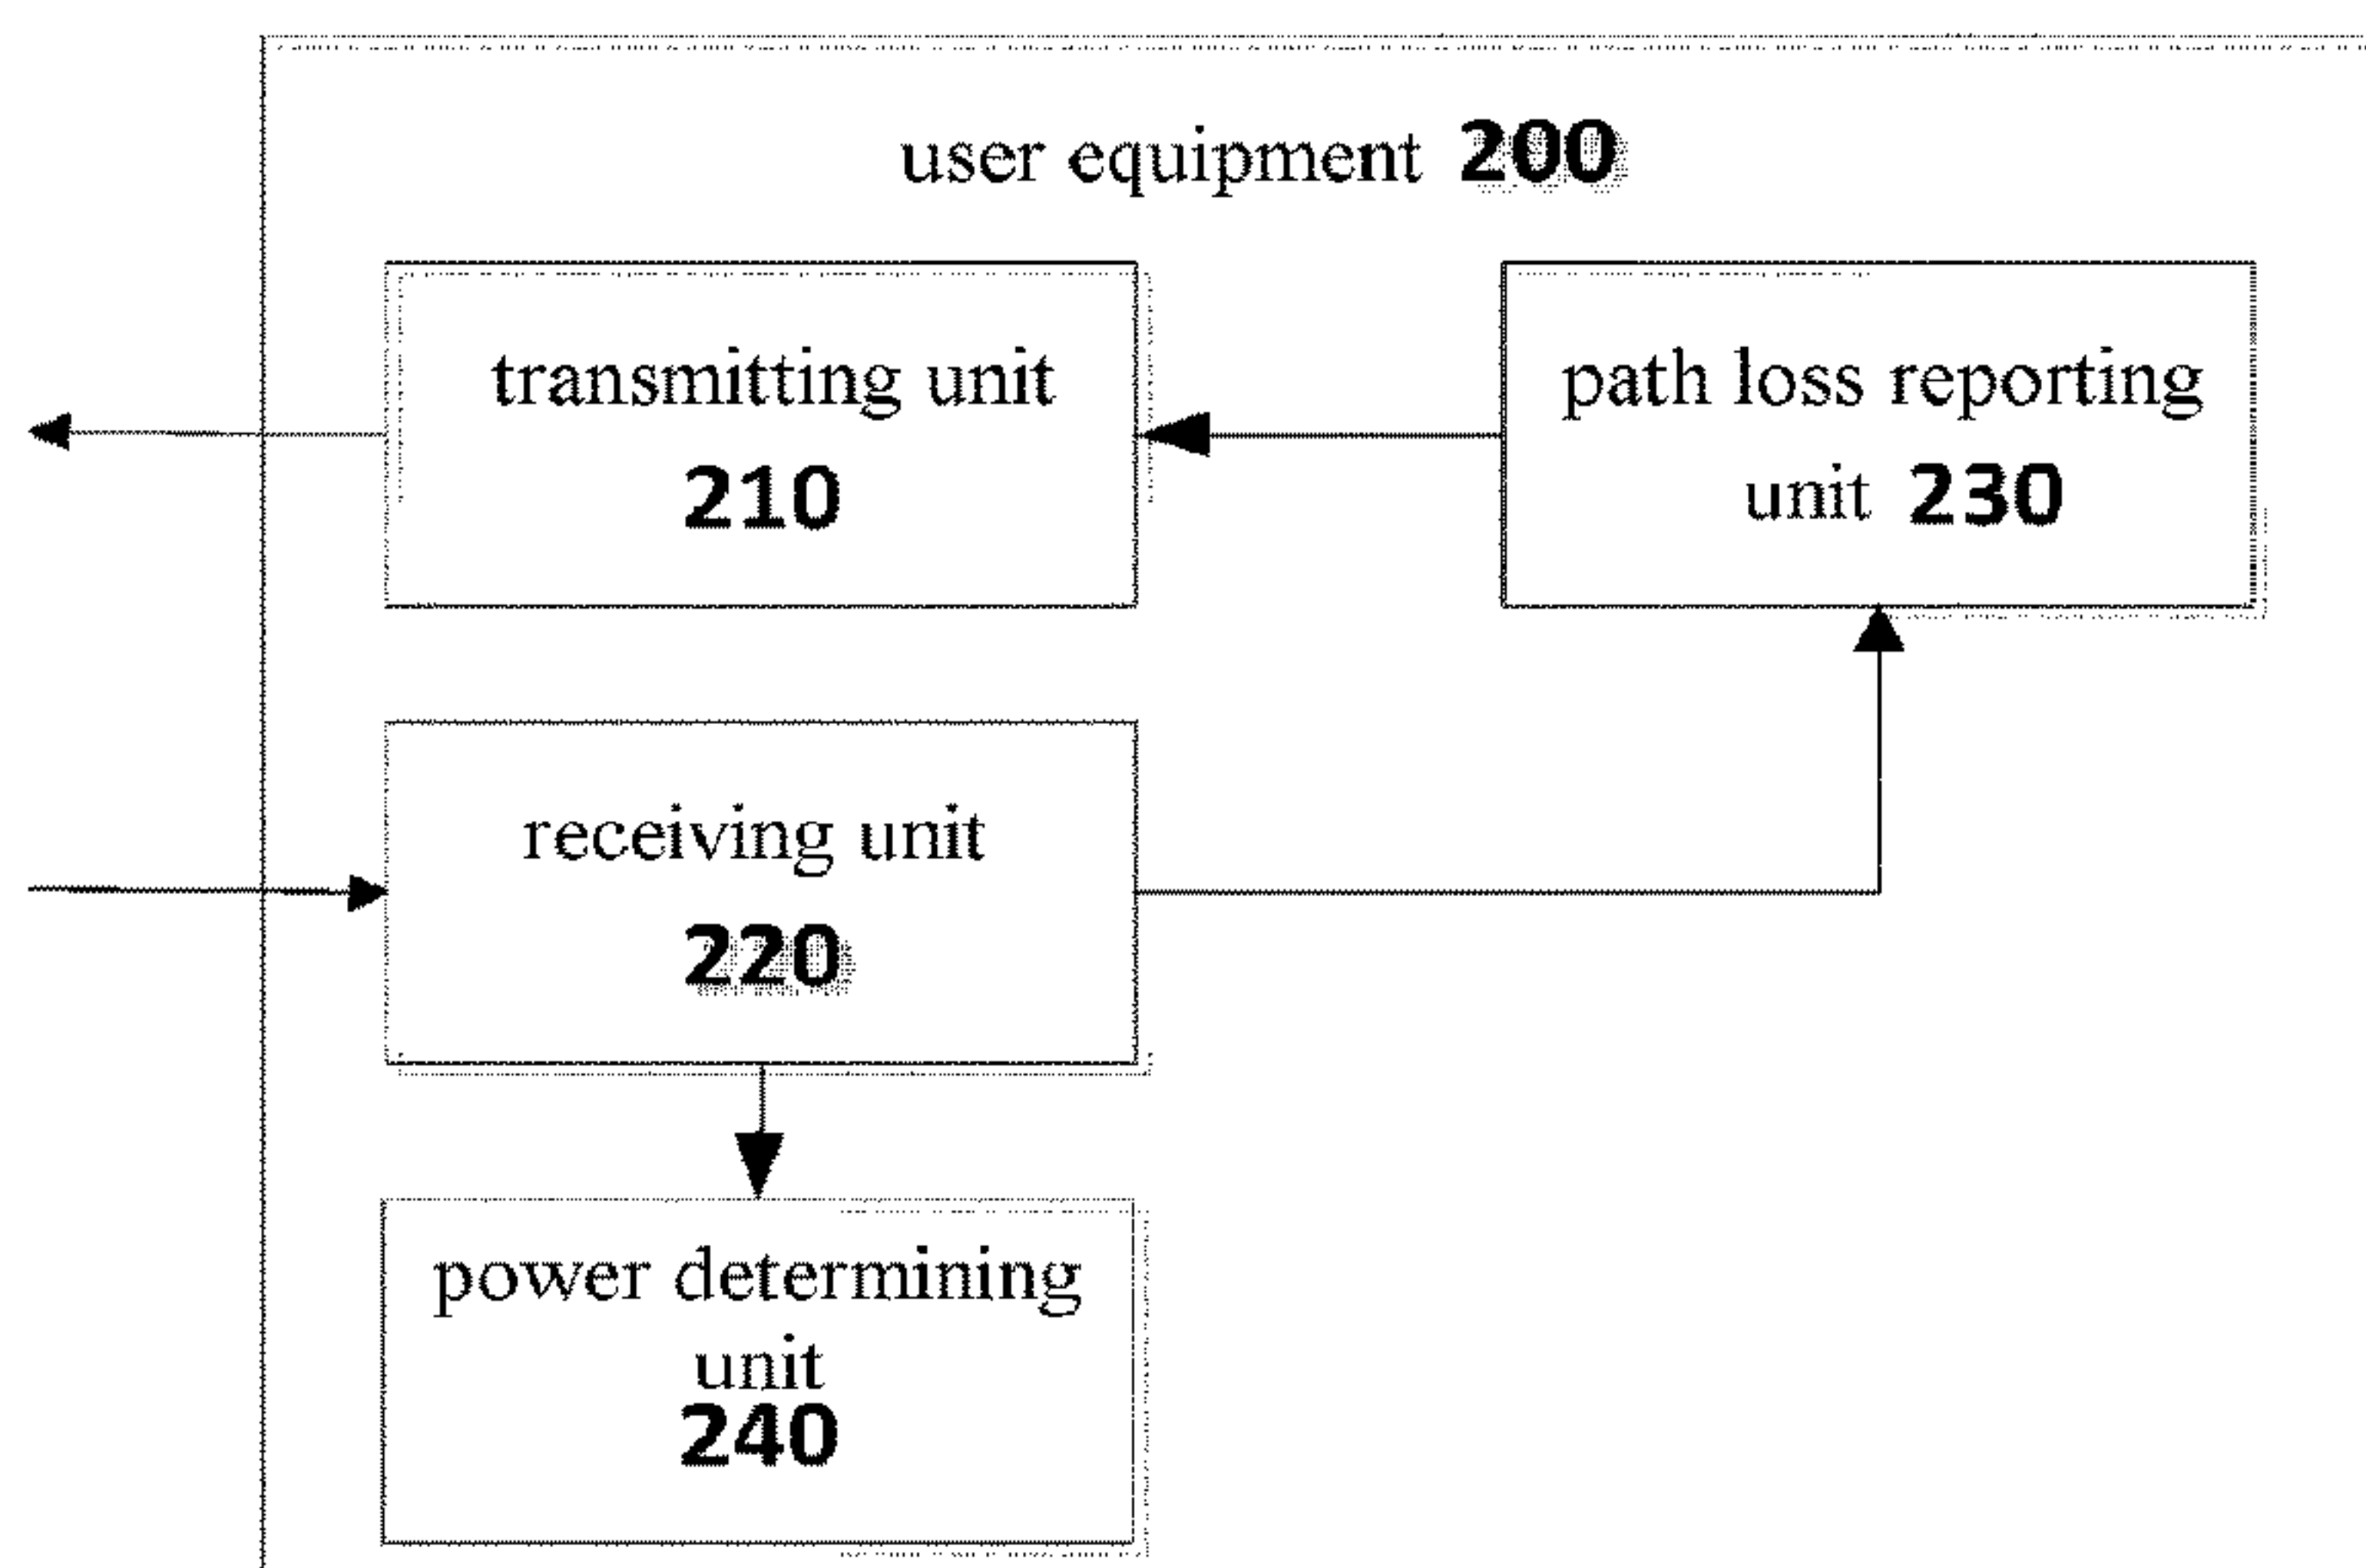 user equipment 200
transmitting unit
210
path loss reporting
unit 230
receiving unit
220
power determining
unit
240